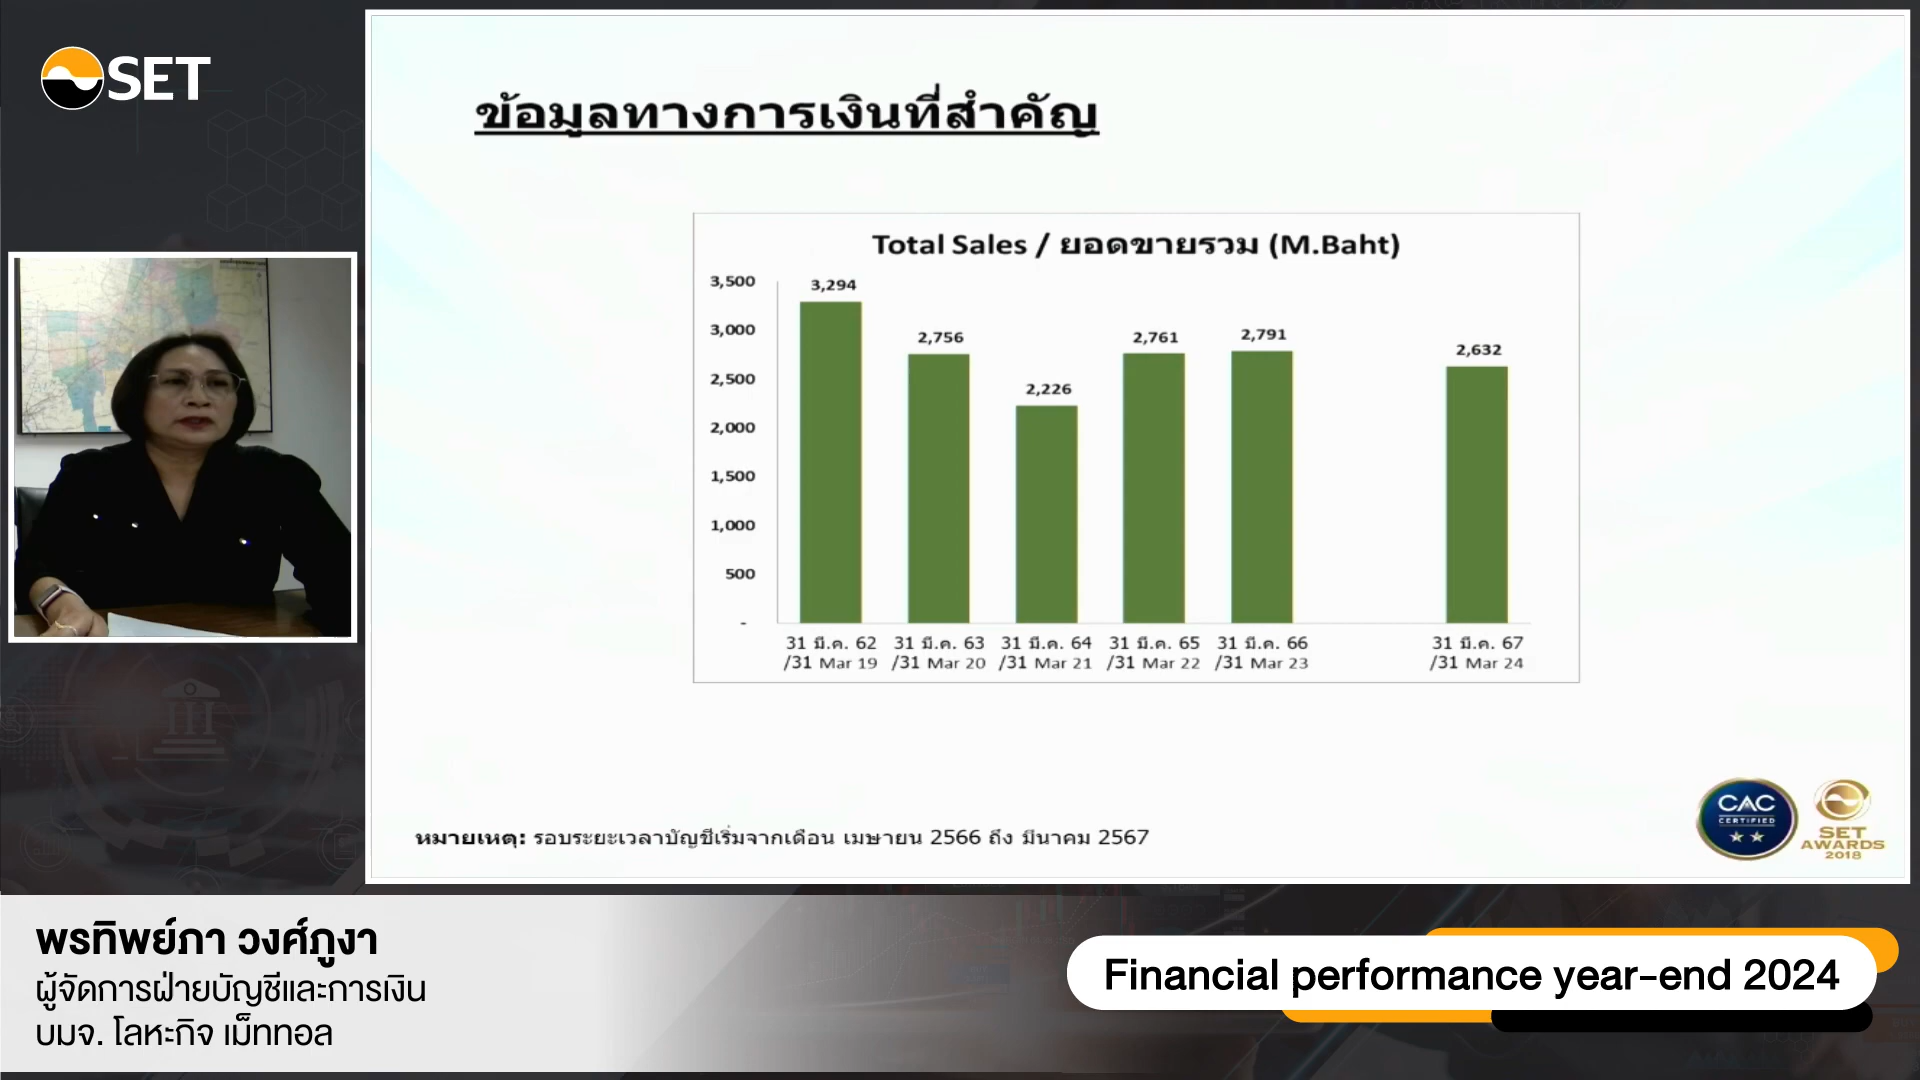 SET
ข้อมูลทางการเงินที่สำคัญ
Total Sales / ยอดขายรวม (M.Baht)
3,500
3,000
2,500
2,000
1,500
1,000
500
-
3,294
2,756
2,226
2,761
2,791
2,632
31 มี.ค. 62
/31 Mar 19
31 มี.ค. 63
/31 Mar 20
31 มี.ค. 64
/31 Mar 21
31 มี.ค. 65
/31 Mar 22
31 มี.ค. 66
/31 Mar 23
31 มี.ค. 67
/31 Mar 24
หมายเหตุ: รอบระยะเวลาบัญชีเริ่มจากเดือน เมษายน 2566 ถึง มีนาคม 2567
CAC
CERTIFIED
SET
AWARDS
2018
พรทิพย์ภา วงศ์ภูงา
ผู้จัดการฝ่ายบัญชีและการเงิน
บมจ. โลหะกิจ เม็ททอล
Financial performance year-end 2024